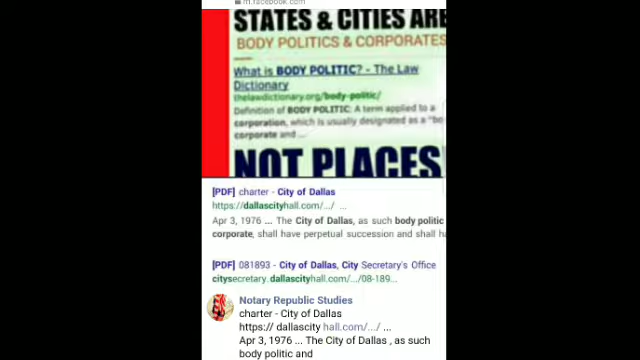 m.facebook.com
STATES & CITIES ARE
BODY POLITICS & CORPORATES
What is BODY POLITIC? - The Law
Dictionary
thelawdictionary.org/body-politic/
Definition of BODY POLITIC: A term applied to a
corporation, which is usually designated as a "bo
corporate and ...
NOT PLACES
[PDF] charter - City of Dallas
https://dallascityhall.com/.../ ...
Apr 3, 1976 ... The City of Dallas, as such body politic
corporate, shall have perpetual succession and shall ha
[PDF] 081893 - City of Dallas, City Secretary's Office
citysecretary.dallascityhall.com/.../08-189...
Notary Republic Studies
charter - City of Dallas
https:// dallascity hall.com/.../ ...
Apr 3, 1976 ... The City of Dallas , as such
body politic and